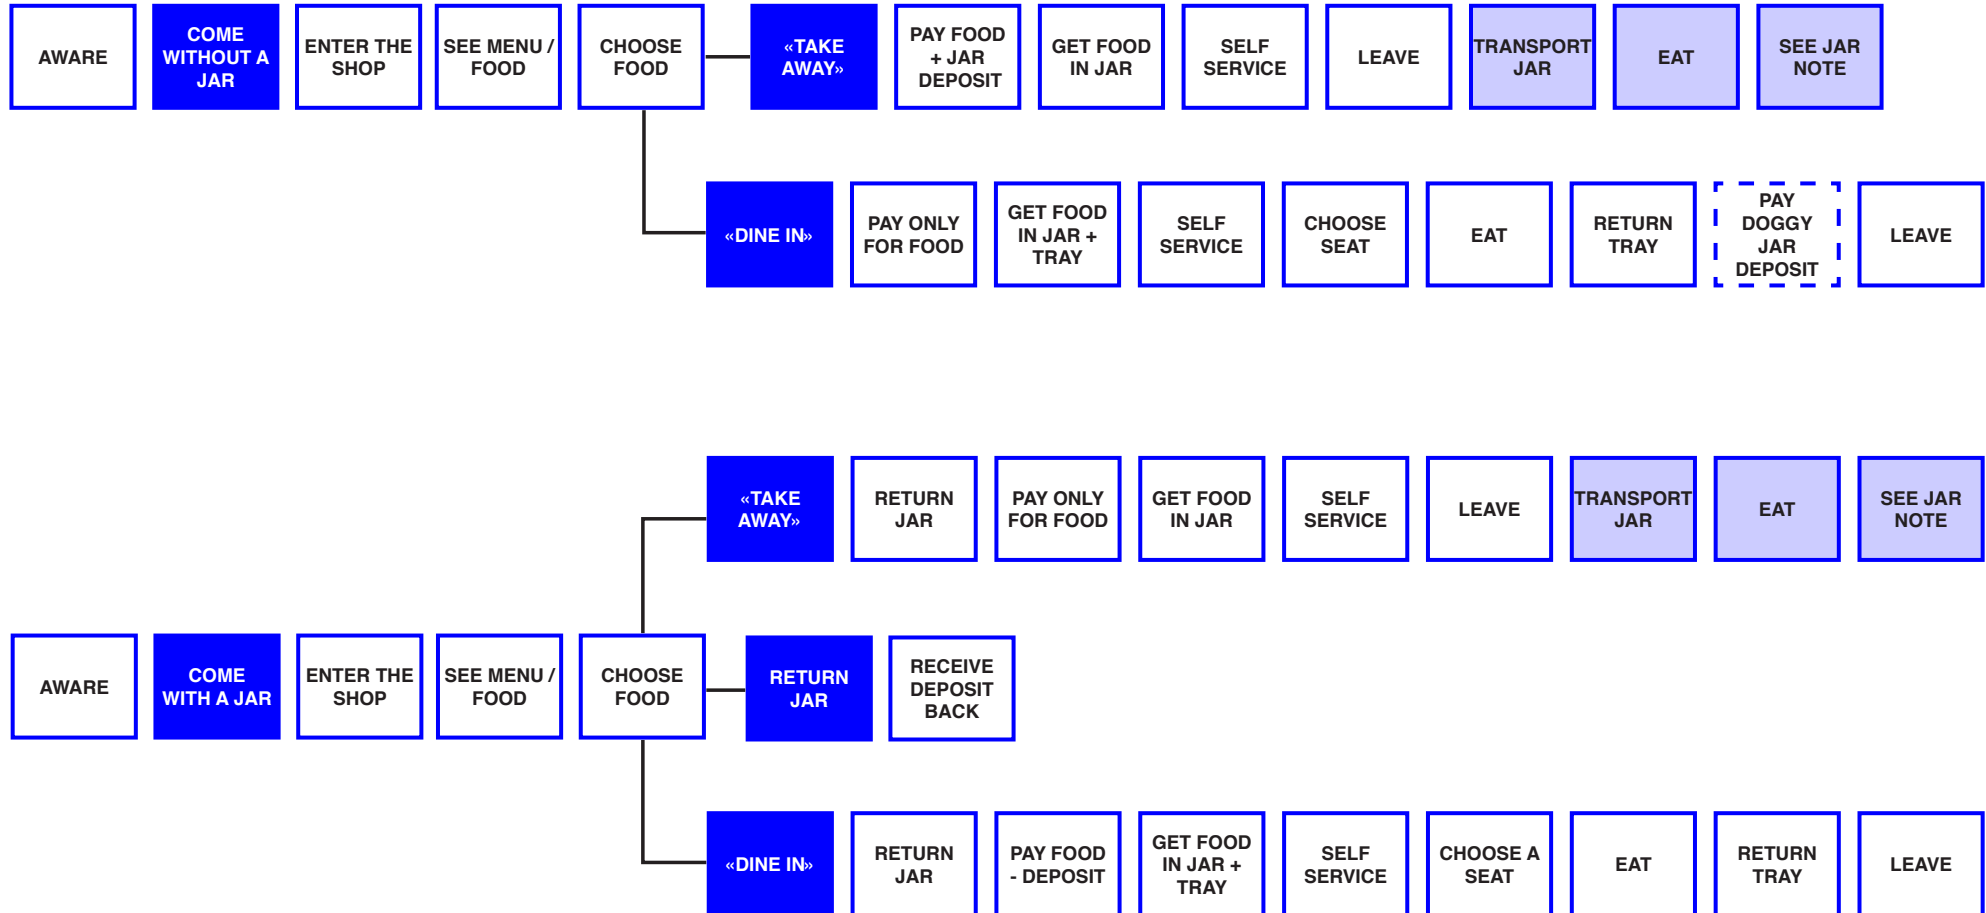 AWARE
COME
WITHOUT A
JAR
ENTER THE
SHOP
SEE MENU /
FOOD
CHOOSE
FOOD
«TAKE
AWAY»
PAY FOOD
+ JAR
DEPOSIT
GET FOOD
IN JAR
SELF
SERVICE
LEAVE
TRANSPORT
JAR
EAT
SEE JAR
NOTE
«DINE IN»
PAY ONLY
FOR FOOD
GET FOOD
IN JAR +
TRAY
SELF
SERVICE
CHOOSE
SEAT
EAT
RETURN
TRAY
PAY
DOGGY
JAR
DEPOSIT
LEAVE
«TAKE
AWAY»
RETURN
JAR
PAY ONLY
FOR FOOD
GET FOOD
IN JAR
SELF
SERVICE
LEAVE
TRANSPORT
JAR
EAT
SEE JAR
NOTE
AWARE
COME
WITH A JAR
ENTER THE
SHOP
SEE MENU /
FOOD
CHOOSE
FOOD
RETURN
JAR
RECEIVE
DEPOSIT
BACK
«DINE IN»
RETURN
JAR
PAY FOOD
- DEPOSIT
GET FOOD
IN JAR +
TRAY
SELF
SERVICE
CHOOSE A
SEAT
EAT
RETURN
TRAY
LEAVE